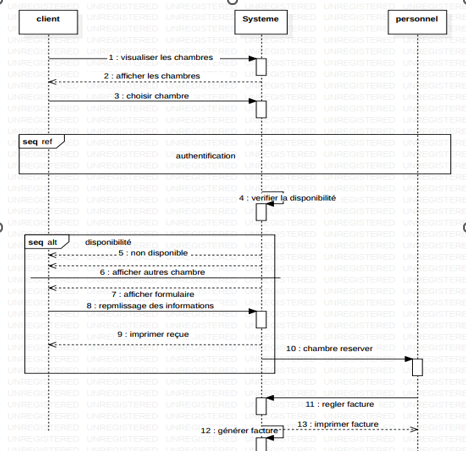 client Systeme personnel
1 : visualiser les chambres
2 : afficher les chambres
3 : choisir chambre
seq ref
authentification
4 : verifier la disponibilité
seq alt disponibilité
5 : non disponible
6 : afficher autres chambre
7 : afficher formulaire
8 : repmlissage des informations
9 : imprimer reçue
10 : chambre reserver
11 : regler facture
12 : générer facture 13 : imprimer facture